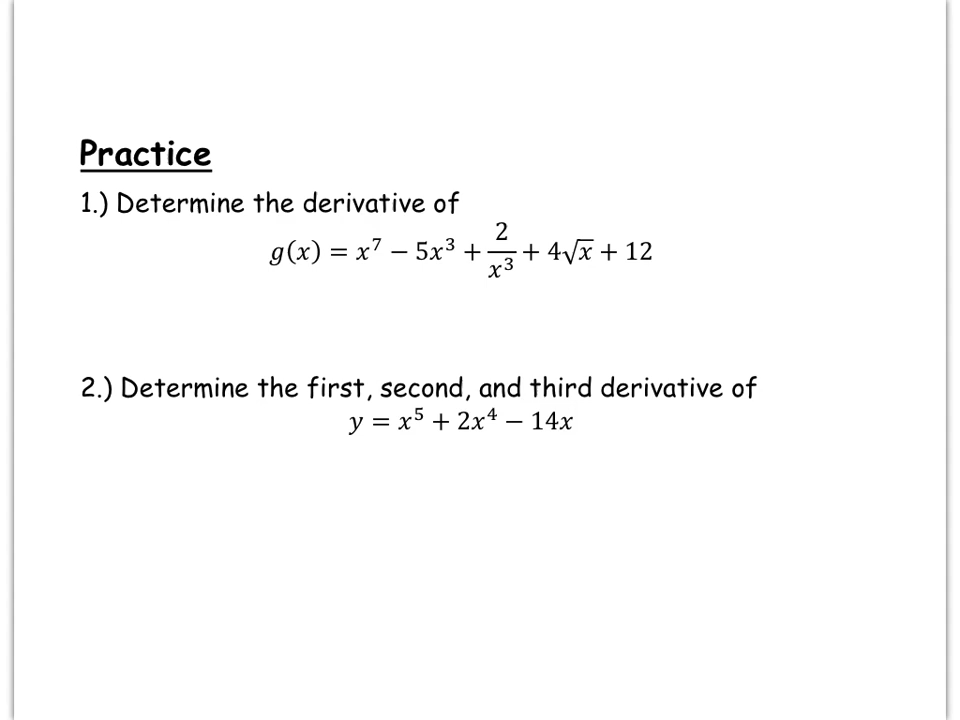 Practice
1.) Determine the derivative of
g(x) = x⁷ − 5x³ + 2/x³ + 4√x + 12
2.) Determine the first, second, and third derivative of
y = x⁵ + 2x⁴ − 14x